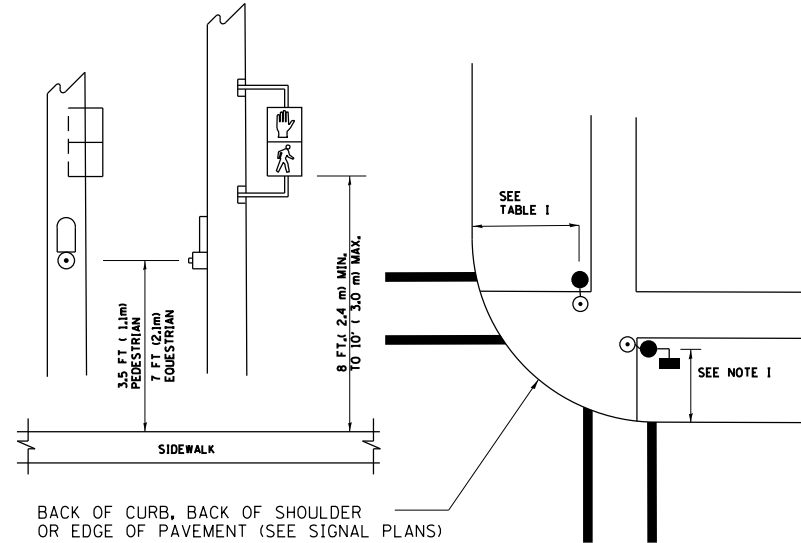 SEE
TABLE I
3.5 FT ( 1.1m)
PEDESTRIAN
7 FT (2.1m)
EQUESTRIAN
8 FT.( 2.4 m) MIN.
TO 10' ( 3.0 m) MAX.
SEE NOTE I
SIDEWALK
BACK OF CURB, BACK OF SHOULDER
OR EDGE OF PAVEMENT (SEE SIGNAL PLANS)